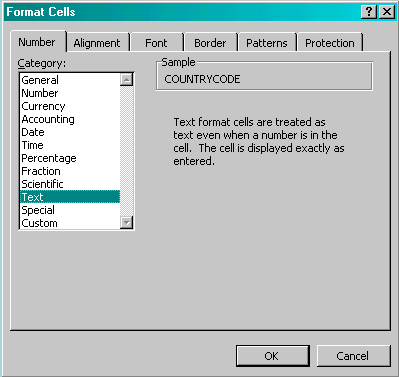 Format Cells
Number Alignment Font Border Patterns Protection
Category:
General
Number
Currency
Accounting
Date
Time
Percentage
Fraction
Scientific
Text
Special
Custom
Sample
COUNTRYCODE
Text format cells are treated as
text even when a number is in the
cell. The cell is displayed exactly as
entered.
OK Cancel